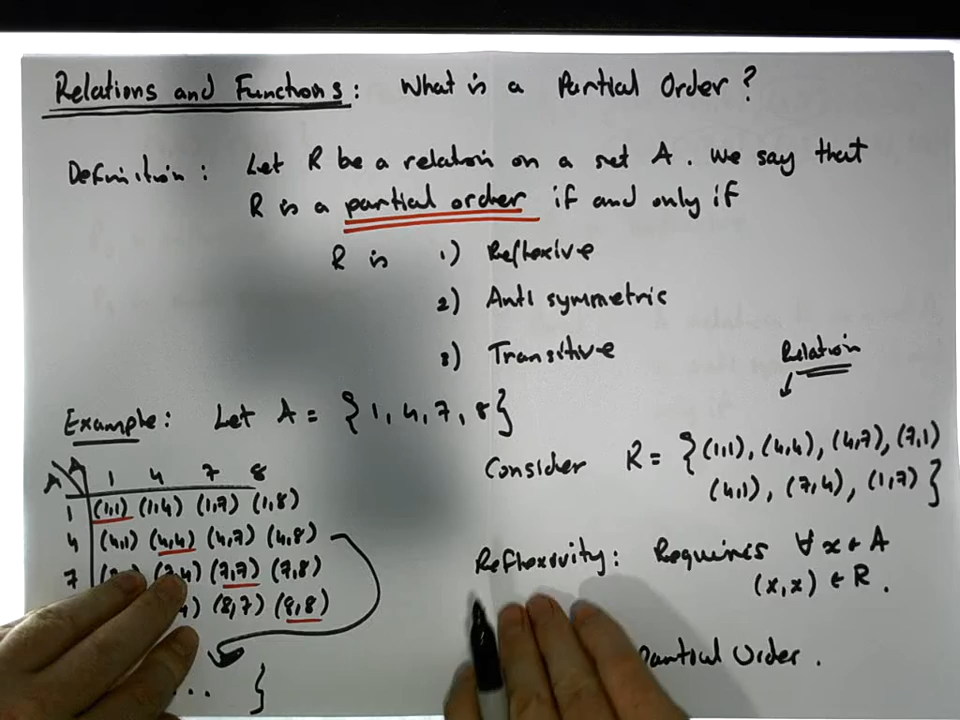 Relations and Functions: What is a Partial Order?
Definition: Let R be a relation on a set A. We say that
R is a partial order if and only if
R is 1) Reflexive
2) Anti symmetric
3) Transitive
Relation
Example: Let A = {1, 4, 7, 8}
Consider R = {(1,1), (4,4), (4,7), (7,1)
(4,1), (7,4), (1,7)}
A A 1 4 7 8
1 (1,1) (1,4) (1,7) (1,8)
4 (4,1) (4,4) (4,7) (4,8)
7 (7,7) (7,8)
(8,7) (8,8)
... }
Reflexivity: Requires ∀ x ∈ A
(x,x) ∈ R.
partial Order.